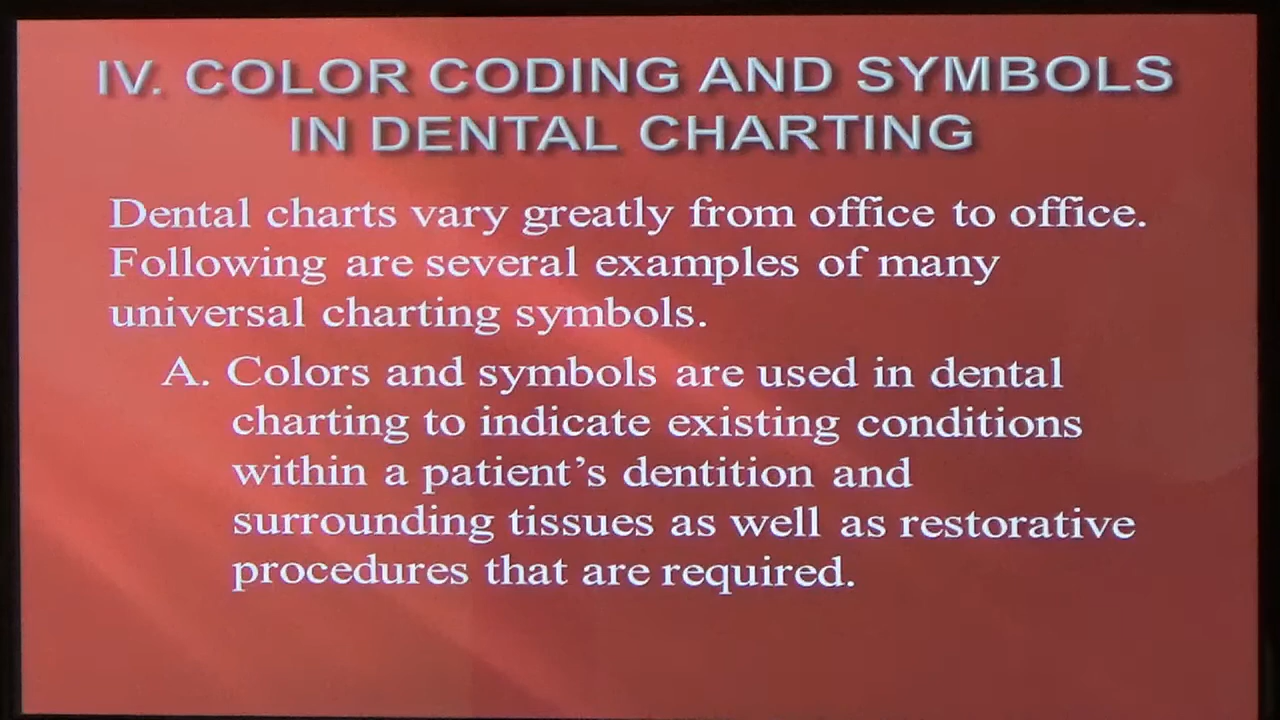 IV. COLOR CODING AND SYMBOLS
IN DENTAL CHARTING
Dental charts vary greatly from office to office.
Following are several examples of many
universal charting symbols.
A. Colors and symbols are used in dental
charting to indicate existing conditions
within a patient's dentition and
surrounding tissues as well as restorative
procedures that are required.